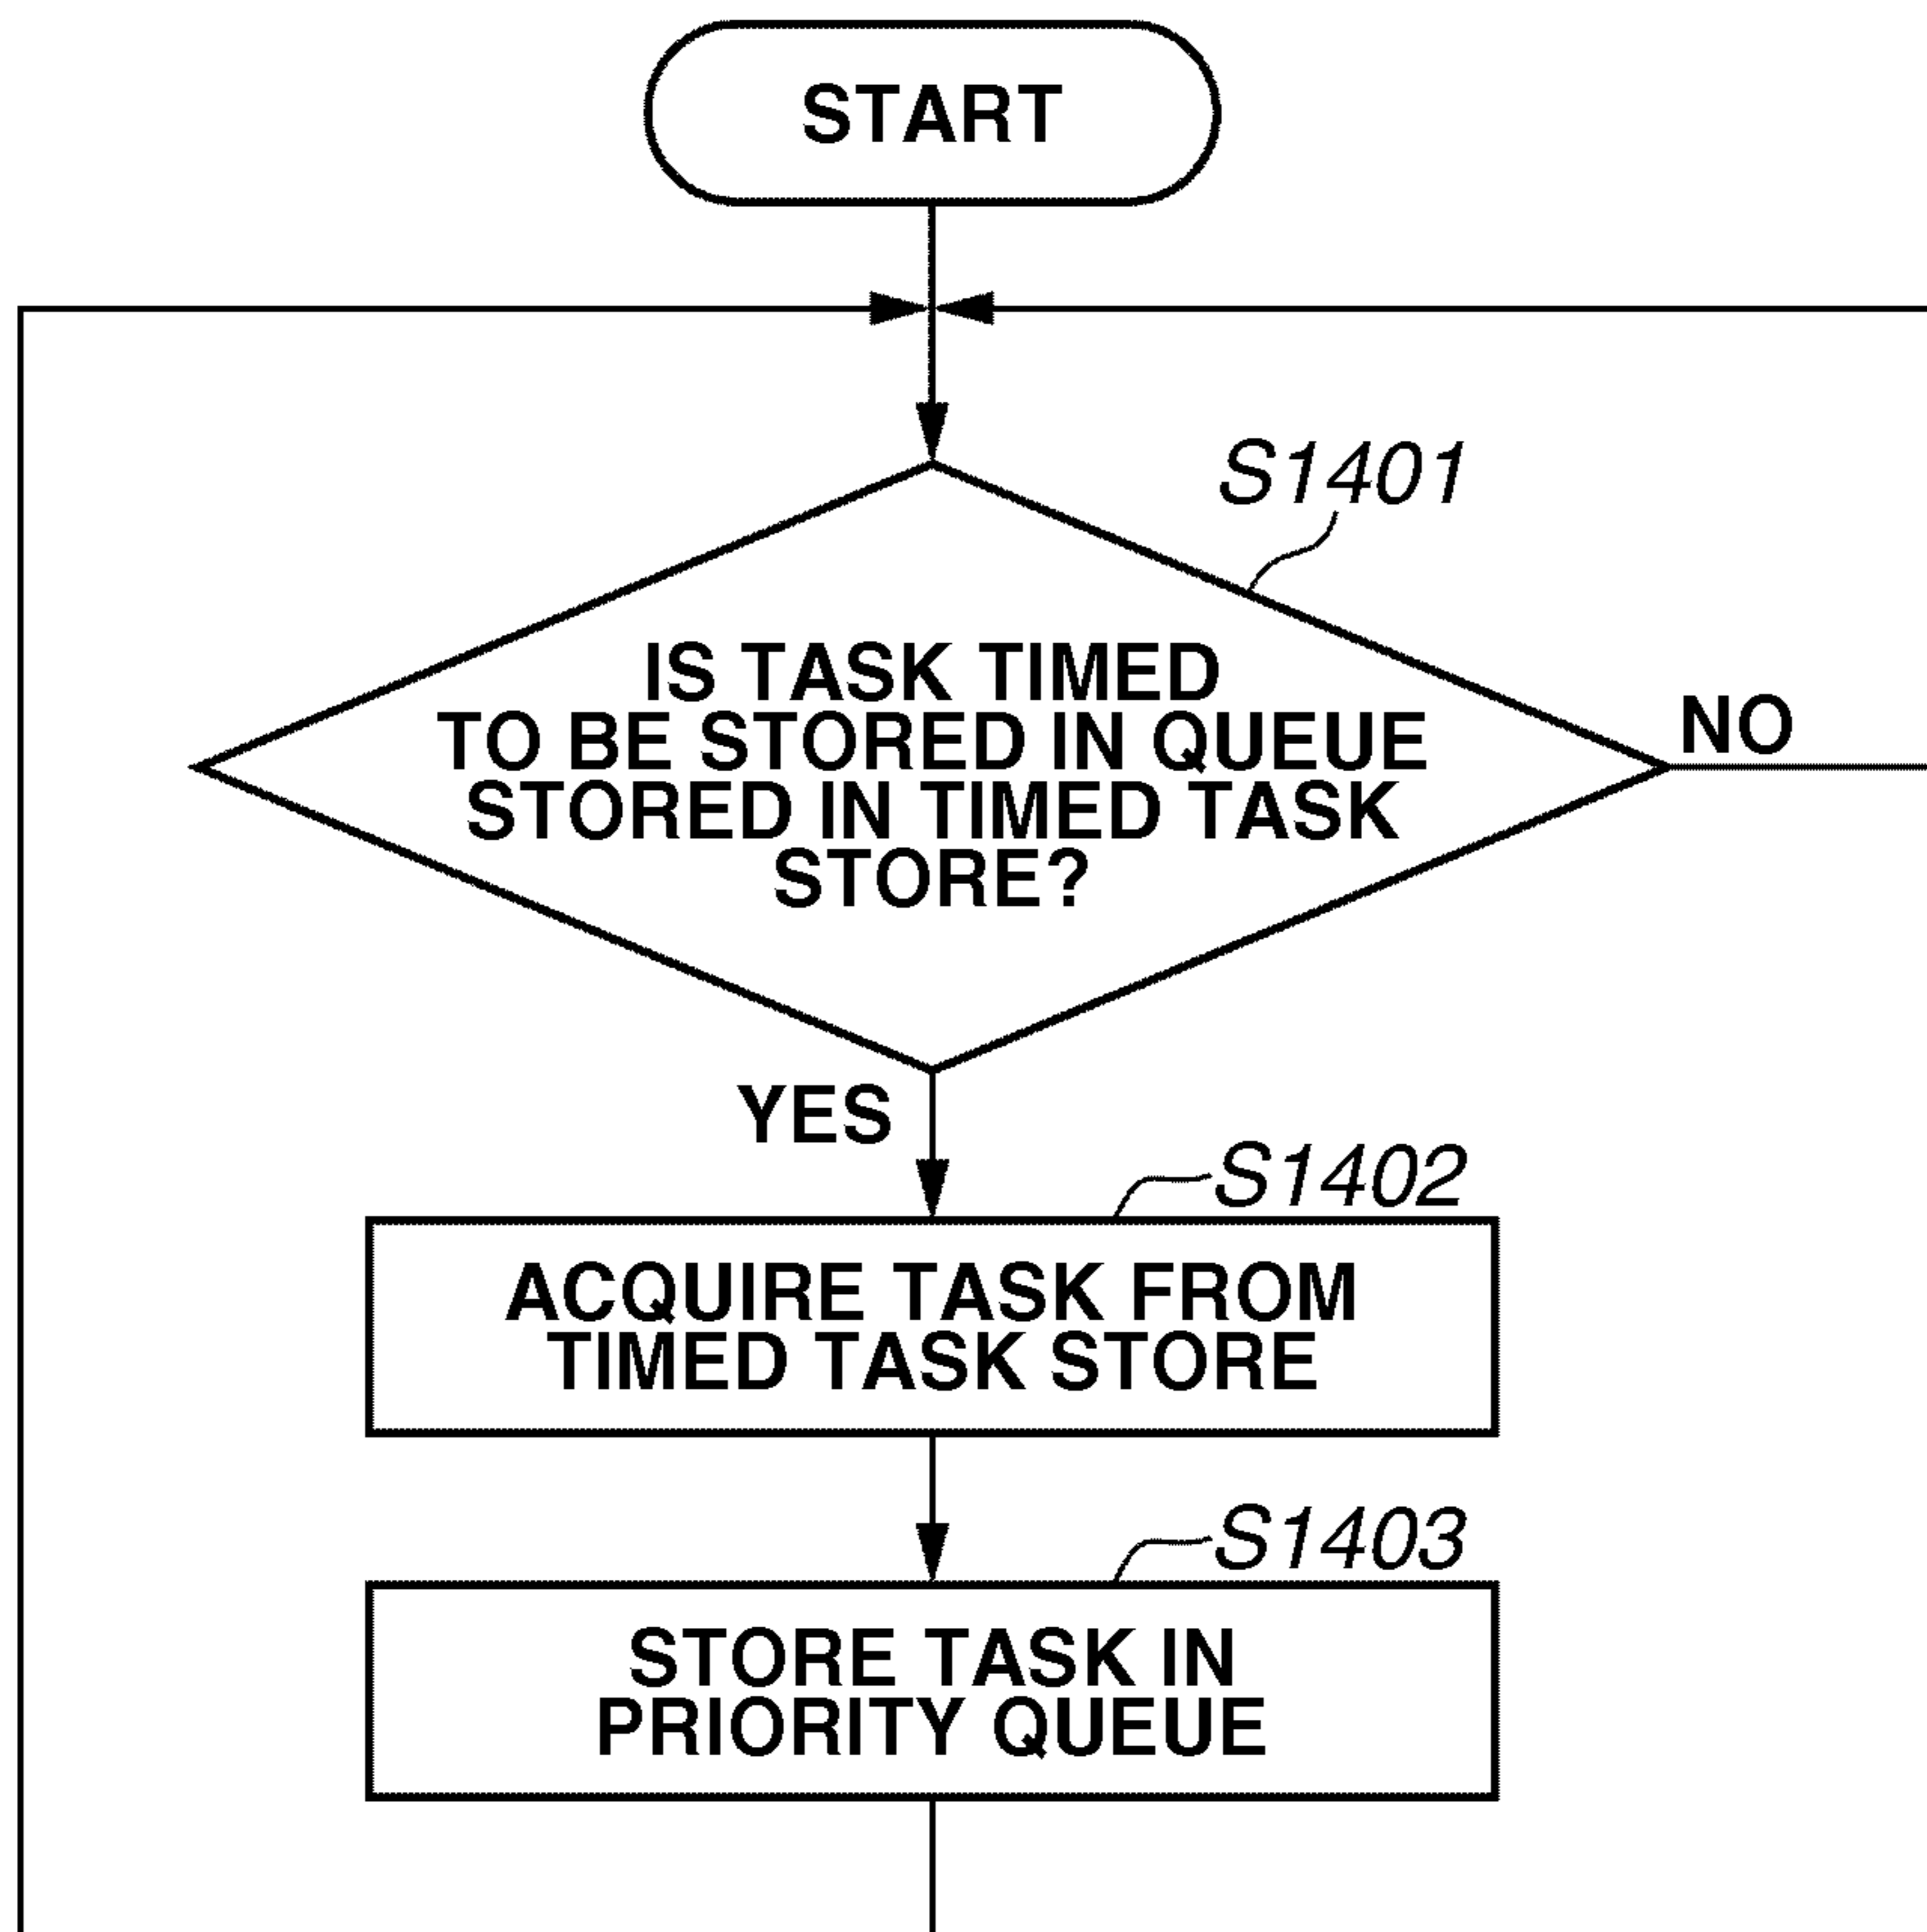 START
S1401
IS TASK TIMED
TO BE STORED IN QUEUE
STORED IN TIMED TASK
STORE?
NO
YES
S1402
ACQUIRE TASK FROM
TIMED TASK STORE
S1403
STORE TASK IN
PRIORITY QUEUE